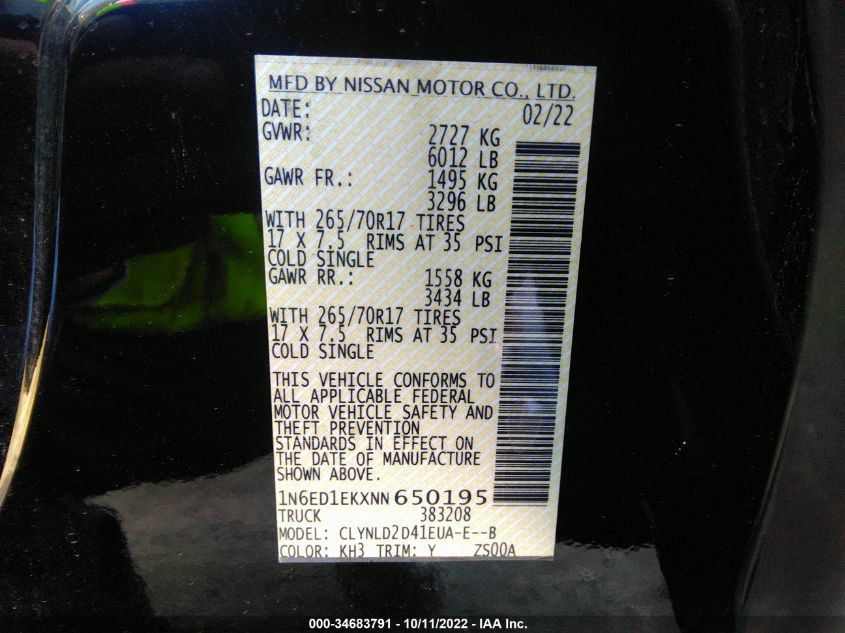 MFD BY NISSAN MOTOR CO., LTD.
DATE: 02/22
GVWR: 2727 KG
6012 LB
GAWR FR.: 1495 KG
3296 LB
WITH 265/70R17 TIRES
17 X 7.5 RIMS AT 35 PSI
COLD SINGLE
GAWR RR.: 1558 KG
3434 LB
WITH 265/70R17 TIRES
17 X 7.5 RIMS AT 35 PSI
COLD SINGLE
THIS VEHICLE CONFORMS TO
ALL APPLICABLE FEDERAL
MOTOR VEHICLE SAFETY AND
THEFT PREVENTION
STANDARDS IN EFFECT ON
THE DATE OF MANUFACTURE
SHOWN ABOVE.
1N6ED1EKXNN650195
TRUCK 383208
MODEL: CLYNLD2D41EUA-E--B
COLOR: KH3 TRIM: Y ZS00A
000-34683791 - 10/11/2022 - IAA Inc.